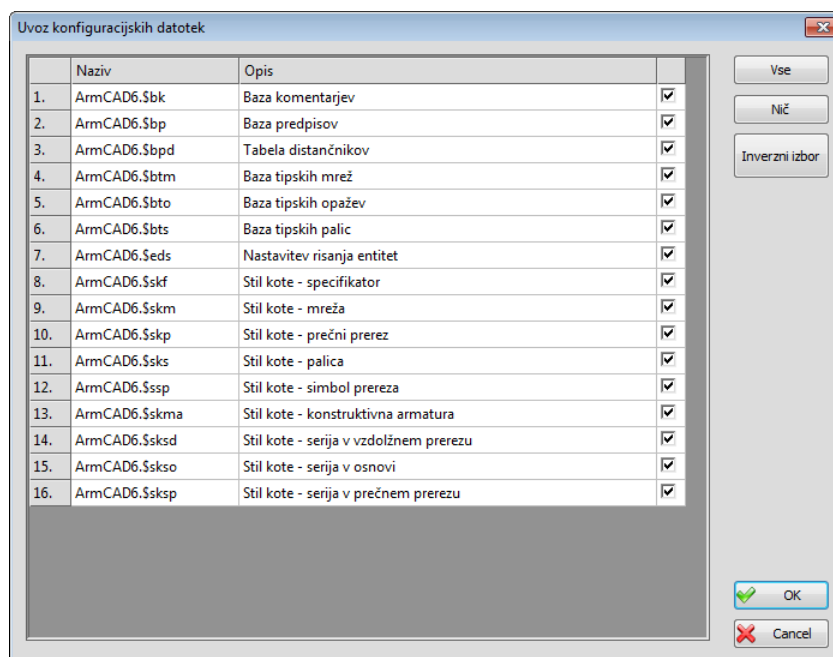 Uvoz konfiguracijskih datotek
Naziv Opis
1. ArmCAD6.$bk Baza komentarjev
2. ArmCAD6.$bp Baza predpisov
3. ArmCAD6.$bpd Tabela distančnikov
4. ArmCAD6.$btm Baza tipskih mrež
5. ArmCAD6.$bto Baza tipskih opažev
6. ArmCAD6.$bts Baza tipskih palic
7. ArmCAD6.$eds Nastavitev risanja entitet
8. ArmCAD6.$skf Stil kote - specifikator
9. ArmCAD6.$skm Stil kote - mreža
10. ArmCAD6.$skp Stil kote - prečni prerez
11. ArmCAD6.$sks Stil kote - palica
12. ArmCAD6.$ssp Stil kote - simbol prereza
13. ArmCAD6.$skma Stil kote - konstruktivna armatura
14. ArmCAD6.$sksd Stil kote - serija v vzdolžnem prerezu
15. ArmCAD6.$skso Stil kote - serija v osnovi
16. ArmCAD6.$sksp Stil kote - serija v prečnem prerezu
Vse
Nič
Inverzni izbor
OK
Cancel